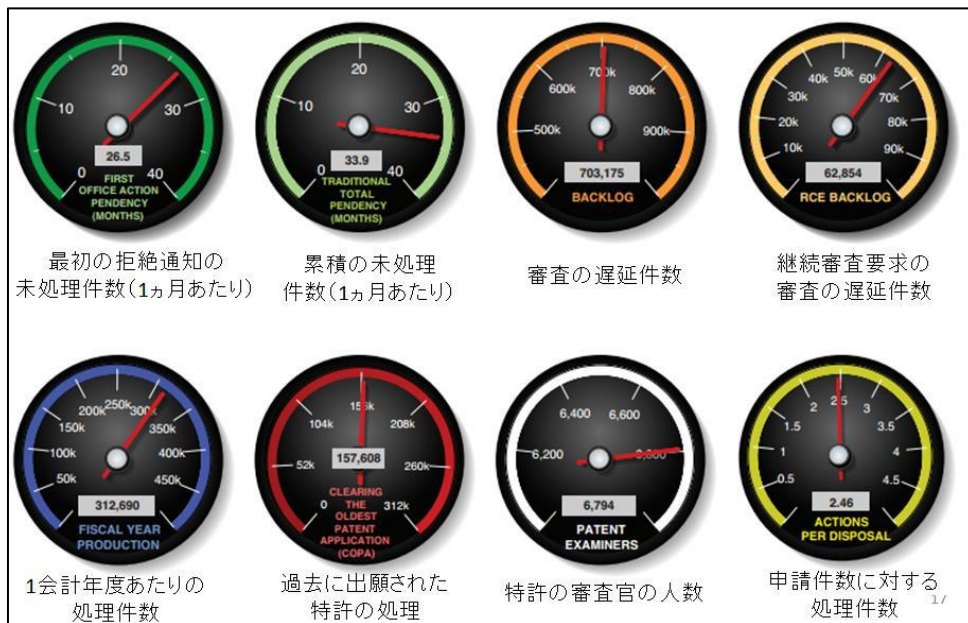 20
10
30
26.5
0
40
FIRST
OFFICE ACTION
PENDENCY
(MONTHS)
最初の拒絶通知の
未処理件数(1ヵ月あたり)
20
10
30
33.9
0
40
TRADITIONAL
TOTAL
PENDENCY
(MONTHS)
累積の未処理
件数(1ヵ月あたり)
700k
600k
800k
500k
900k
703,175
BACKLOG
審査の遅延件数
50k
40k
60k
30k
70k
20k
80k
10k
90k
62,854
RCE BACKLOG
継続審査要求の
審査の遅延件数
250k
200k
300k
150k
350k
100k
400k
50k
450k
312,690
FISCAL YEAR
PRODUCTION
1会計年度あたりの
処理件数
156k
104k
208k
157,608
52k
260k
0
312k
CLEARING
THE
OLDEST
PATENT
APPLICATION
(COPA)
過去に出願された
特許の処理
6,400
6,600
6,200
6,794
PATENT
EXAMINERS
特許の審査官の人数
2.5
2
3
1.5
3.5
1
4
0.5
4.5
2.46
ACTIONS
PER DISPOSAL
申請件数に対する
処理件数
17